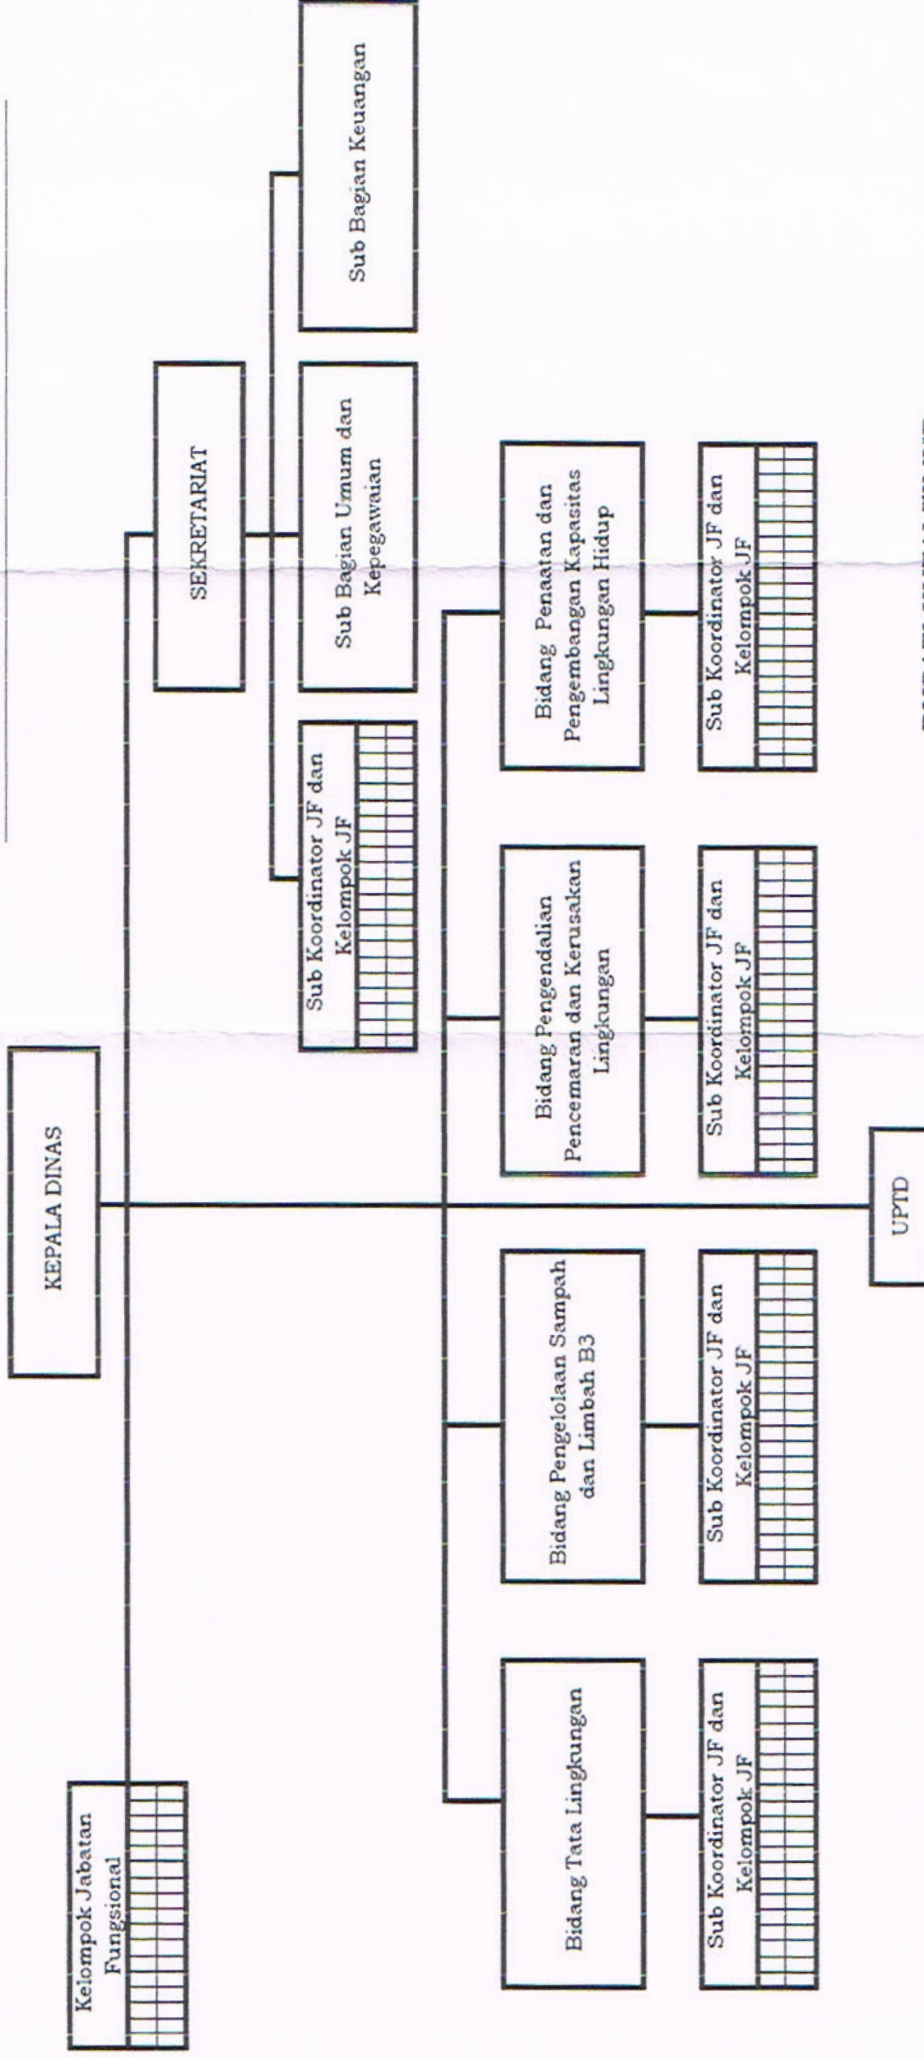 KEPALA DINAS
Kelompok Jabatan
Fungsional
SEKRETARIAT
Sub Koordinator JF dan
Kelompok JF
Sub Bagian Umum dan
Kepegawaian
Sub Bagian Keuangan
Bidang Tata Lingkungan
Bidang Pengelolaan Sampah
dan Limbah B3
Bidang Pengendalian
Pencemaran dan Kerusakan
Lingkungan
Bidang Penaatan dan
Pengembangan Kapasitas
Lingkungan Hidup
Sub Koordinator JF dan
Kelompok JF
Sub Koordinator JF dan
Kelompok JF
Sub Koordinator JF dan
Kelompok JF
Sub Koordinator JF dan
Kelompok JF
UPTD